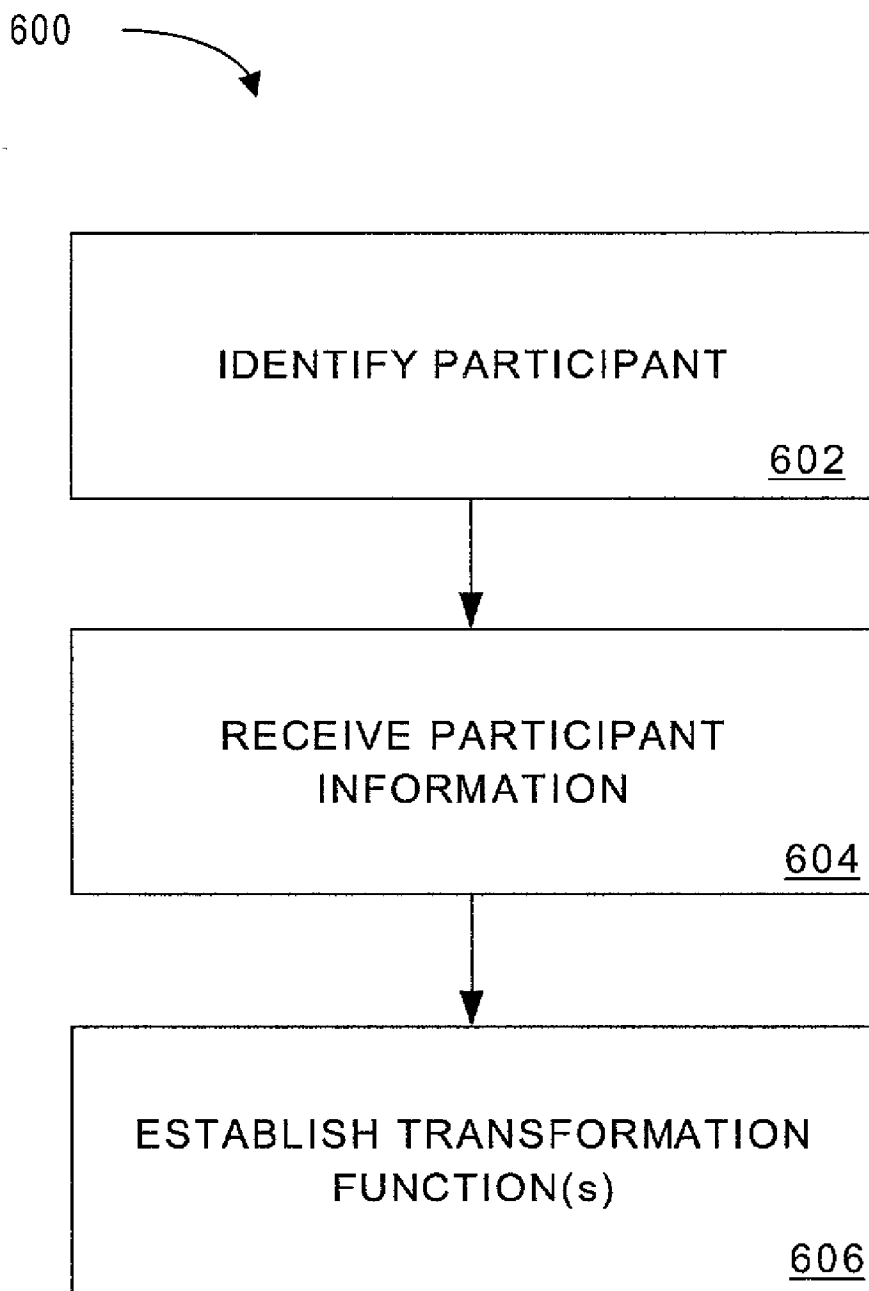 600
IDENTIFY PARTICIPANT
602
RECEIVE PARTICIPANT
INFORMATION
604
ESTABLISH TRANSFORMATION
FUNCTION(s)
606